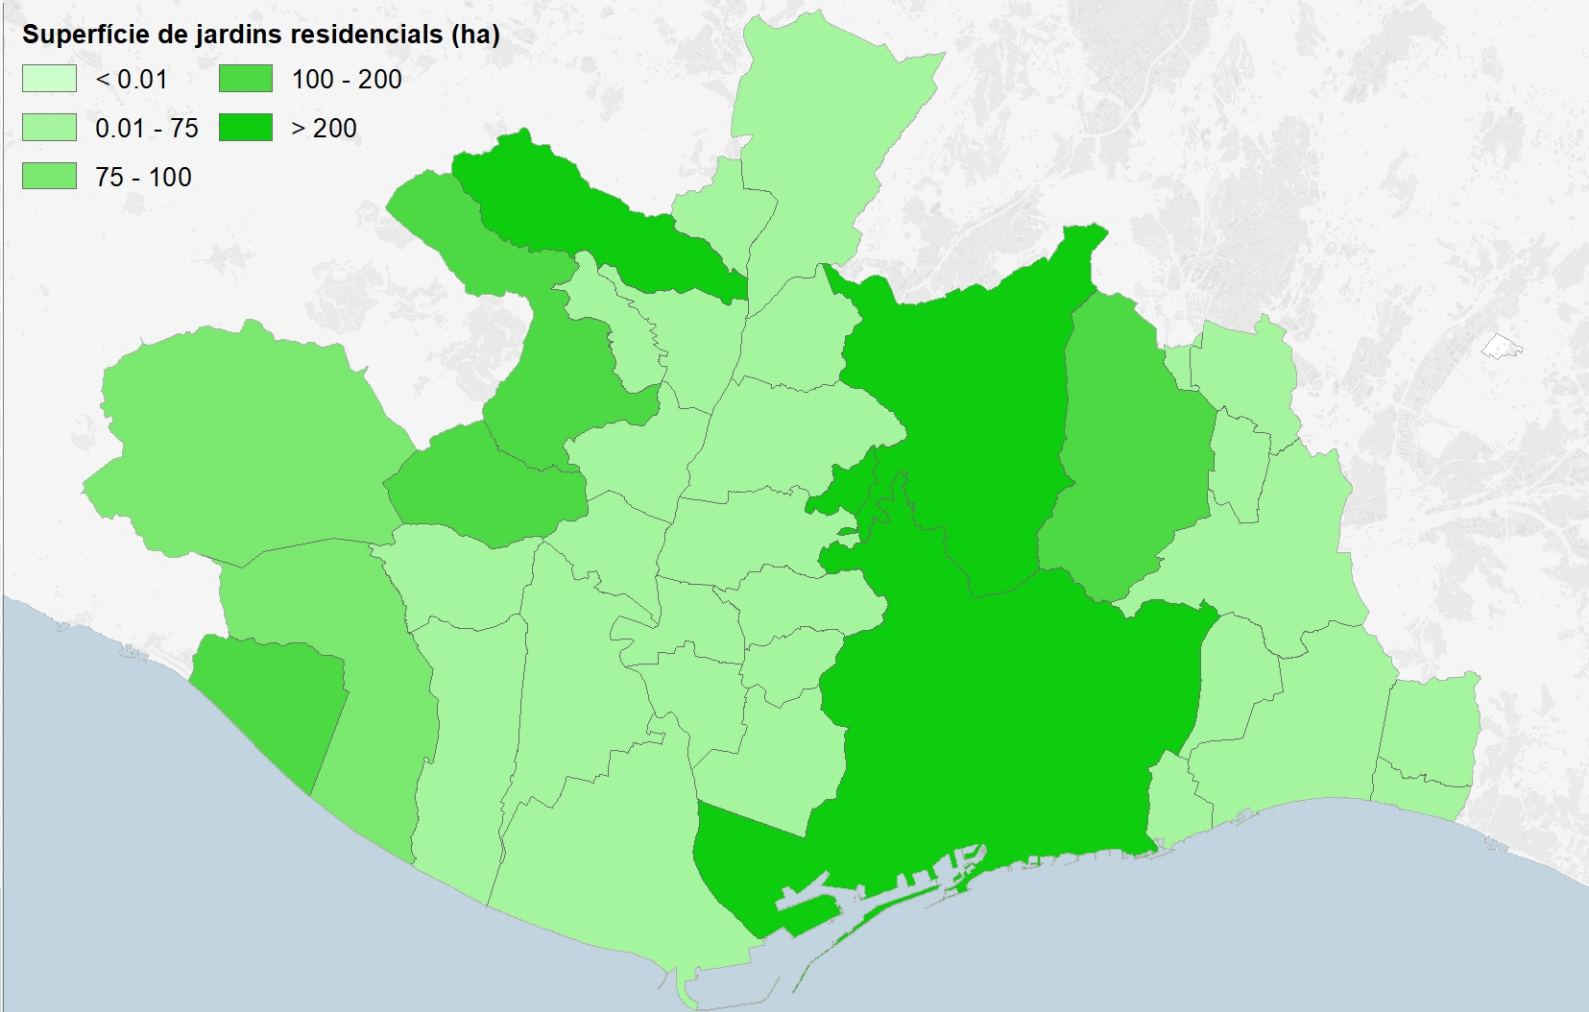 Superfície de jardins residencials (ha)
< 0.01
100 - 200
0.01 - 75
> 200
75 - 100